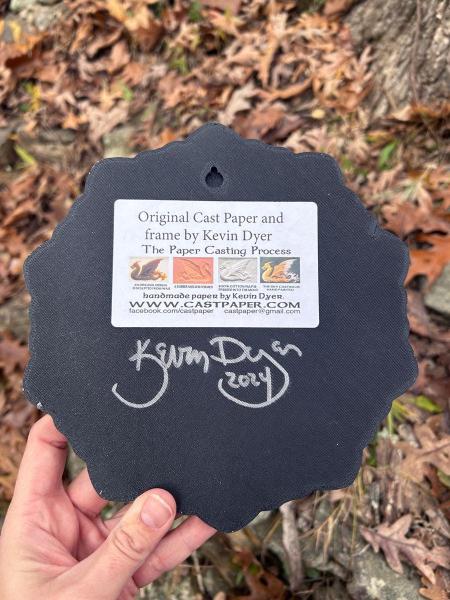 Original Cast Paper and
frame by Kevin Dyer
The Paper Casting Process
handmade paper by Kevin Dyer.
WWW.CASTPAPER.COM
facebook.com/castpaper castpaper@gmail.com
Kevin Dyer
2024